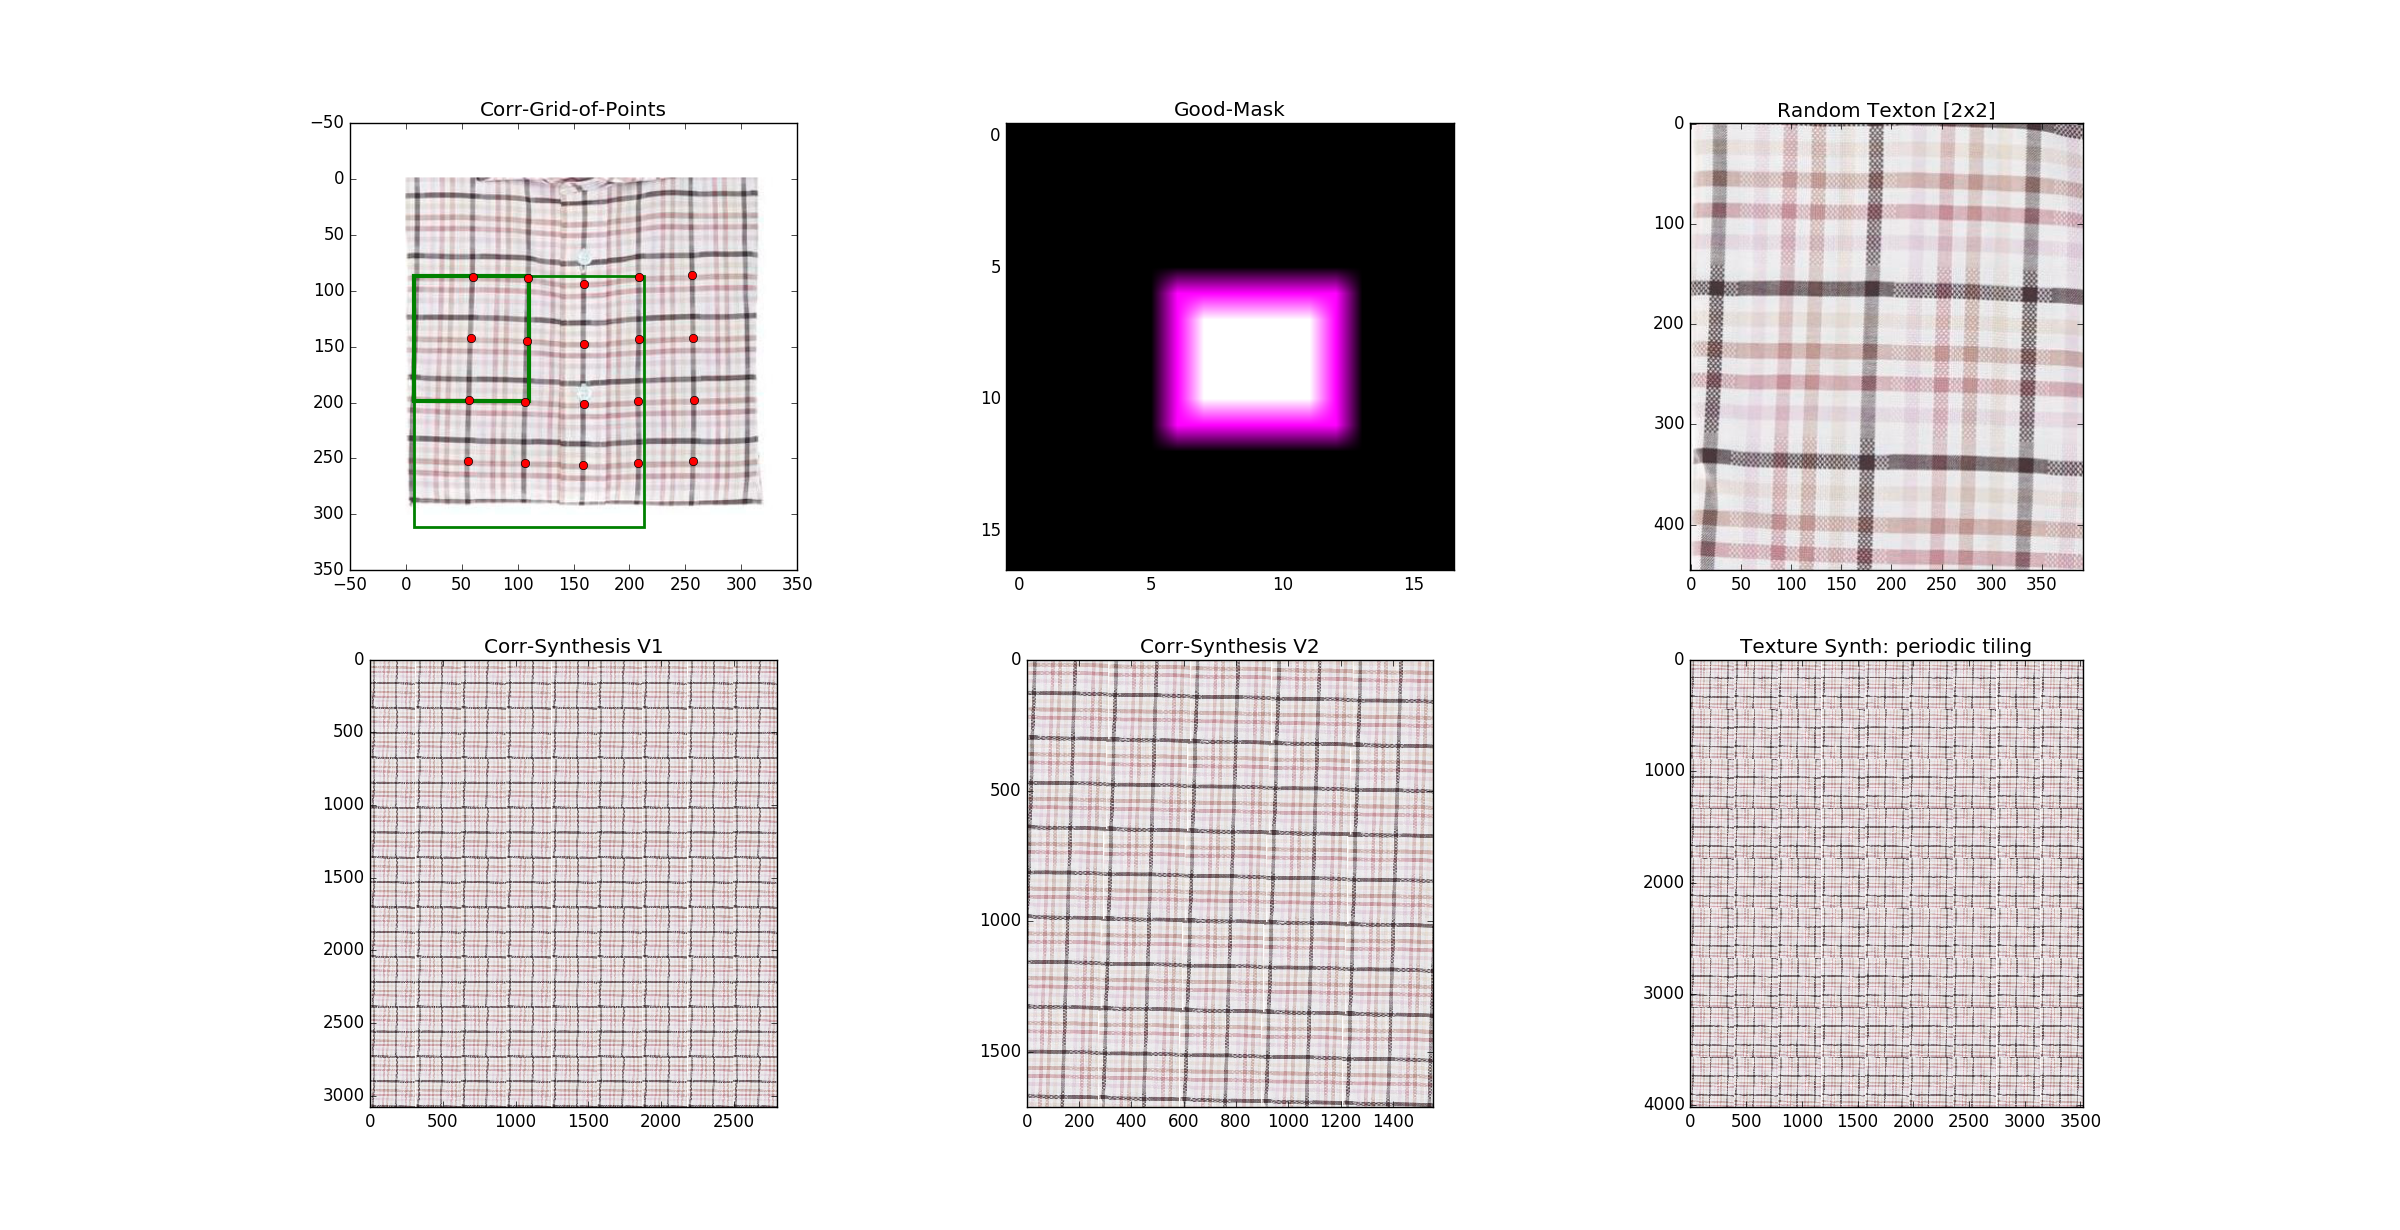 Corr-Grid-of-Points
−50
0
50
100
150
200
250
300
350
−50 0 50 100 150 200 250 300 350
Good-Mask
0
5
10
15
0 5 10 15
Random Texton [2x2]
0
100
200
300
400
0 50 100 150 200 250 300 350
Corr-Synthesis V1
0
500
1000
1500
2000
2500
3000
0 500 1000 1500 2000 2500
Corr-Synthesis V2
0
500
1000
1500
0 200 400 600 800 1000 1200 1400
Texture Synth: periodic tiling
0
1000
2000
3000
4000
0 500 1000 1500 2000 2500 3000 3500